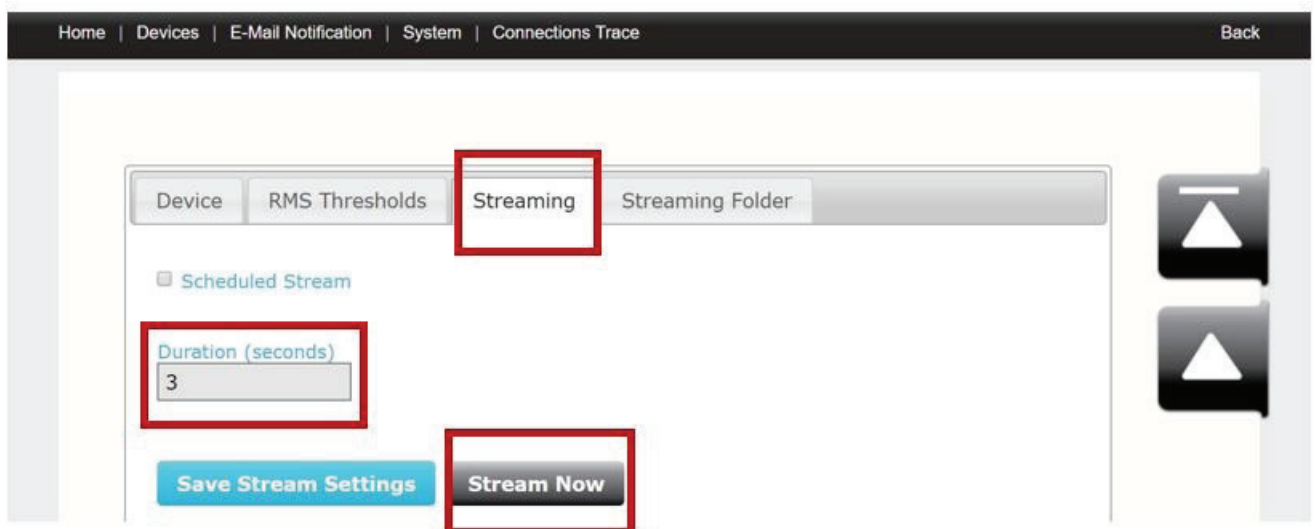 Home | Devices | E-Mail Notification | System | Connections Trace Back
Device RMS Thresholds Streaming Streaming Folder
Scheduled Stream
Duration (seconds)
3
Save Stream Settings Stream Now